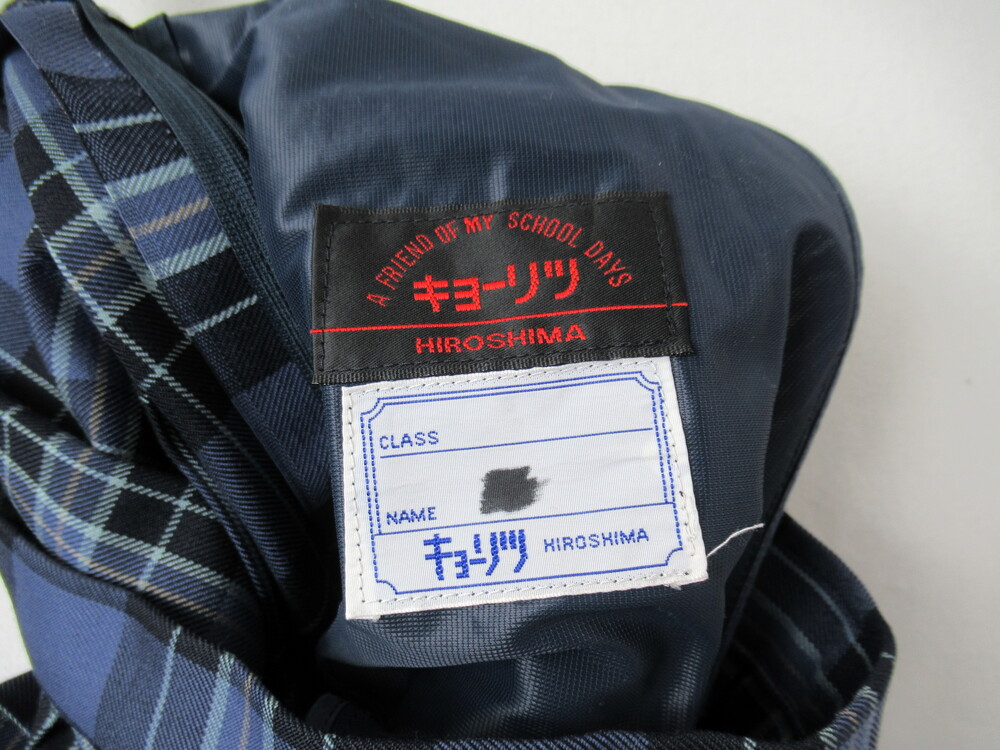 A FRIEND OF MY SCHOOL DAYS
キョーリツ
HIROSHIMA
CLASS
NAME
キョーリツ HIROSHIMA